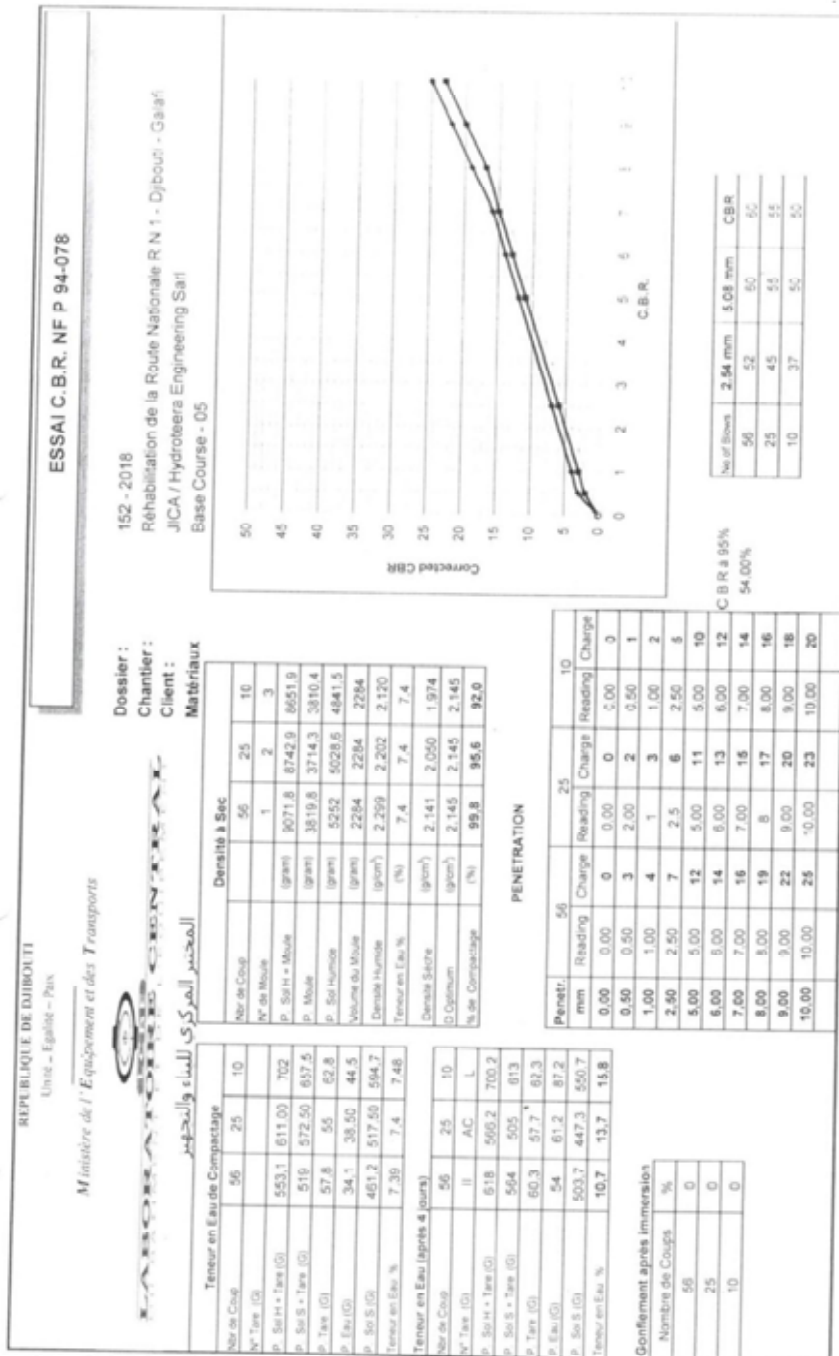 REPUBLIQUE DE DJIBOUTI
Unité – Egalité – Paix
Ministère de l'Equipement et des Transports
LABORATOIRE CENTRAL
المختبر المركزي للبناء والتجهيز
ESSAI C.B.R. NF P 94-078
Dossier : 152 - 2018
Chantier : Réhabilitation de la Route Nationale R N 1 - Djibouti - Galafi
Client : JICA / Hydroteera Engineering Sarl
Matériaux Base Course - 05
Teneur en Eau de Compactage
Nbr de Coup 56 25 10
N° Tare (G)
P. Sol H + Tare (G) 553,1 611,00 702
P. Sol S + Tare (G) 519 572,50 657,5
P. Tare (G) 57,8 55 62,8
P. Eau (G) 34,1 38,50 44,5
P. Sol S (G) 461,2 517,50 594,7
Teneur en Eau % 7,39 7,4 7,48
Teneur en Eau (après 4 jours)
Nbr de Coup 56 25 10
N° Tare (G) II AC L
P. Sol H + Tare (G) 618 566,2 700,2
P. Sol S + Tare (G) 564 505 613
P. Tare (G) 60,3 57,7 62,3
P. Eau (G) 54 61,2 87,2
P. Sol S (G) 503,7 447,3 550,7
Teneur en Eau % 10,7 13,7 15,8
Gonflement après immersion
Nombre de Coups %
56 0
25 0
10 0
Densité à Sec
Nbr de Coup 56 25 10
N° de Moule 1 2 3
P. Sol H + Moule (gram) 9071,8 8742,9 8651,9
P. Moule (gram) 3819,8 3714,3 3810,4
P. Sol Humide (gram) 5252 5028,6 4841,5
Volume du Moule (gram) 2284 2284 2284
Densité Humide (g/cm³) 2,299 2,202 2,120
Teneur en Eau % (%) 7,4 7,4 7,4
Densité Sèche (g/cm³) 2,141 2,050 1,974
D Optimum (g/cm³) 2,145 2,145 2,145
% de Compactage (%) 99,8 95,6 92,0
PENETRATION
Penetr. 56 25 10
mm Reading Charge Reading Charge Reading Charge
0,00 0,00 0 0,00 0 0,00 0
0,50 0,50 3 2,00 2 0,50 1
1,00 1,00 4 1 3 1,00 2
2,50 2,50 7 2,5 6 2,50 5
5,00 5,00 12 5,00 11 5,00 10
6,00 6,00 14 6,00 13 6,00 12
7,00 7,00 16 7,00 15 7,00 14
8,00 8,00 19 8 17 8,00 16
9,00 9,00 22 9,00 20 9,00 18
10,00 10,00 25 10,00 23 10,00 20
Corrected CBR
50
45
40
35
30
25
20
15
10
5
0
0 1 2 3 4 5 6 7 8 9 10
C.B.R.
C B R à 95%
54,00%
No of Blows 2.54 mm 5.08 mm CBR
56 52 60 60
25 45 55 55
10 37 50 50